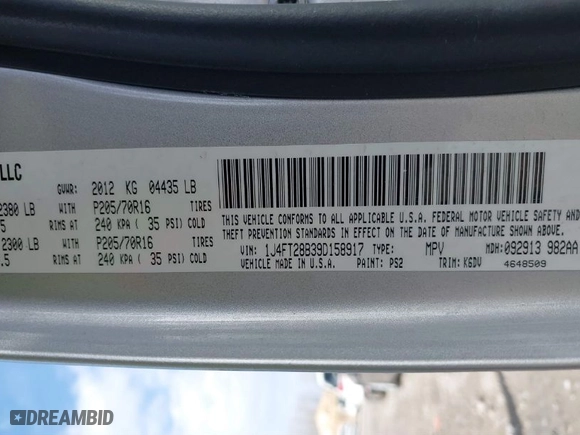 LLC
GVWR: 2012 KG 04435 LB
2380 LB WITH P205/70R16 TIRES
5 RIMS AT 240 KPA ( 35 PSI) COLD
2300 LB WITH P205/70R16 TIRES
.5 RIMS AT 240 KPA ( 35 PSI) COLD
THIS VEHICLE CONFORMS TO ALL APPLICABLE U.S.A. FEDERAL MOTOR VEHICLE SAFETY AND
THEFT PREVENTION STANDARDS IN EFFECT ON THE DATE OF MANUFACTURE SHOWN ABOVE.
VIN: 1J4FT28B39D158917 TYPE: MPV MDH: 092913 982AA
VEHICLE MADE IN U.S.A. PAINT: PS2 TRIM: KGDV 4648509
DREAMBID